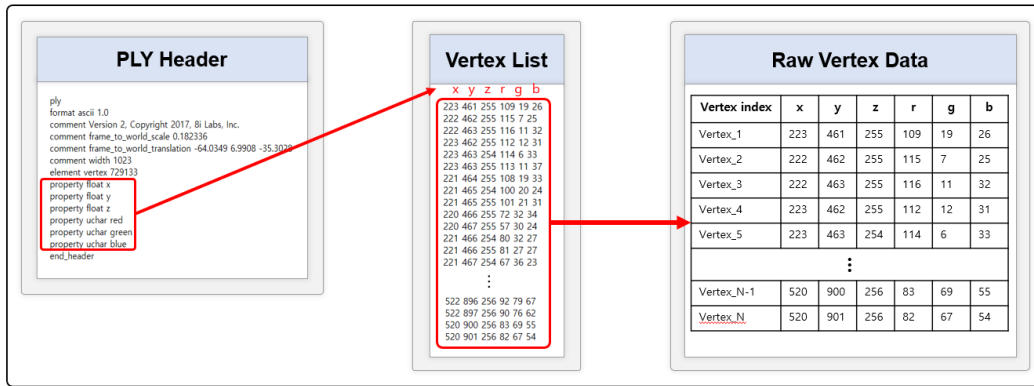 PLY Header
ply
format ascii 1.0
comment Version 2, Copyright 2017, 8i Labs, Inc.
comment frame_to_world_scale 0.182336
comment frame_to_world_translation -64.0349 6.9908 -35.3029
comment width 1023
element vertex 729133
property float x
property float y
property float z
property uchar red
property uchar green
property uchar blue
end_header
Vertex List
x y z r g b
223 461 255 109 19 26
222 462 255 115 7 25
222 463 255 116 11 32
223 462 255 112 12 31
223 463 254 114 6 33
223 463 255 113 11 37
221 464 255 108 19 33
221 465 254 100 20 24
221 465 255 101 21 31
220 466 255 72 32 34
220 467 255 57 30 24
221 466 254 80 32 27
221 466 255 81 27 27
221 467 254 67 36 23
⋮
522 896 256 92 79 67
522 897 256 90 76 62
520 900 256 83 69 55
520 901 256 82 67 54
Raw Vertex Data
Vertex index x y z r g b
Vertex_1 223 461 255 109 19 26
Vertex_2 222 462 255 115 7 25
Vertex_3 222 463 255 116 11 32
Vertex_4 223 462 255 112 12 31
Vertex_5 223 463 254 114 6 33
⋮
Vertex_N-1 520 900 256 83 69 55
Vertex_N 520 901 256 82 67 54